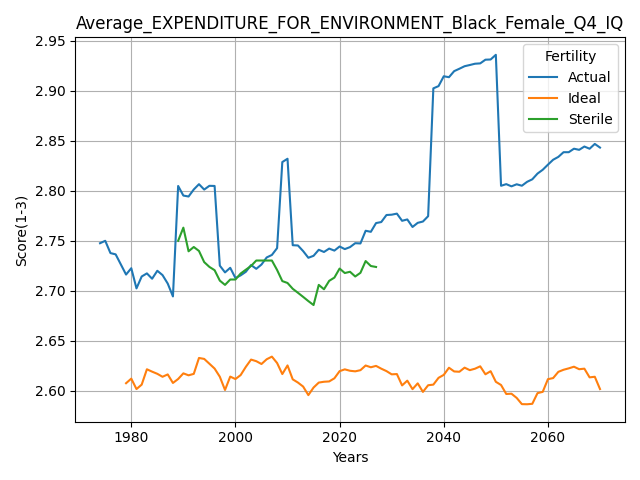 Average_EXPENDITURE_FOR_ENVIRONMENT_Black_Female_Q4_IQ
Fertility
Actual
Ideal
Sterile
Score(1-3)
2.95
2.90
2.85
2.80
2.75
2.70
2.65
2.60
1980
2000
2020
2040
2060
Years